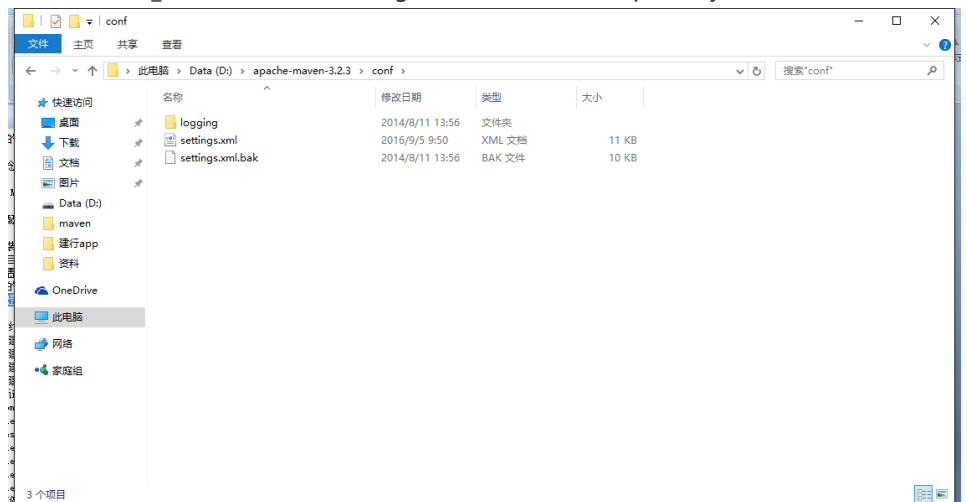 conf
文件 主页 共享 查看
此电脑 › Data (D:) › apache-maven-3.2.3 › conf ›
搜索"conf"
名称 修改日期 类型 大小
logging 2014/8/11 13:56 文件夹
settings.xml 2016/9/5 9:50 XML 文档 11 KB
settings.xml.bak 2014/8/11 13:56 BAK 文件 10 KB
快速访问
桌面
下载
文档
图片
Data (D:)
maven
建行app
资料
OneDrive
此电脑
网络
家庭组
3 个项目